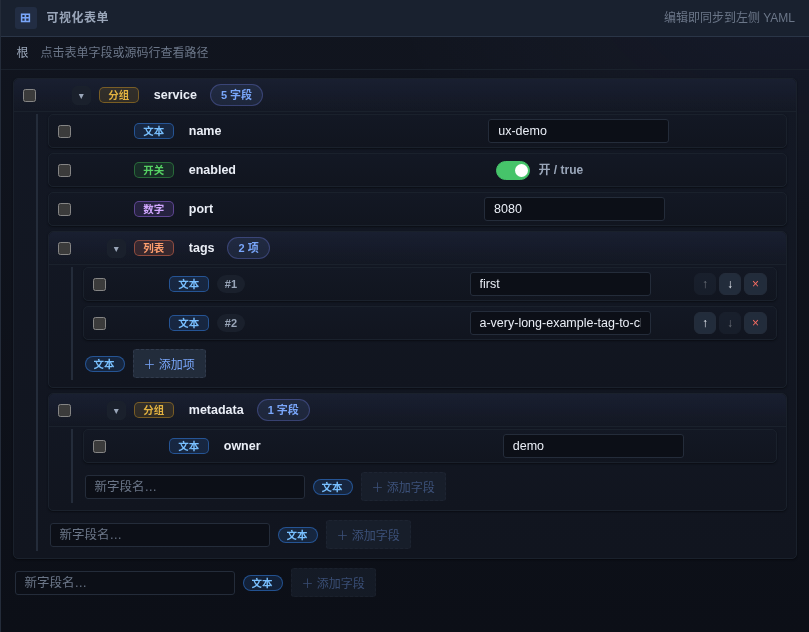 可视化表单 编辑即同步到左侧 YAML
根 点击表单字段或源码行查看路径
▾ 分组 service 5 字段
文本 name ux-demo
开关 enabled 开 / true
数字 port 8080
▾ 列表 tags 2 项
文本 #1 first ↑ ↓ ×
文本 #2 a-very-long-example-tag-to-cl ↑ ↓ ×
文本 ＋ 添加项
▾ 分组 metadata 1 字段
文本 owner demo
新字段名… 文本 ＋ 添加字段
新字段名… 文本 ＋ 添加字段
新字段名… 文本 ＋ 添加字段